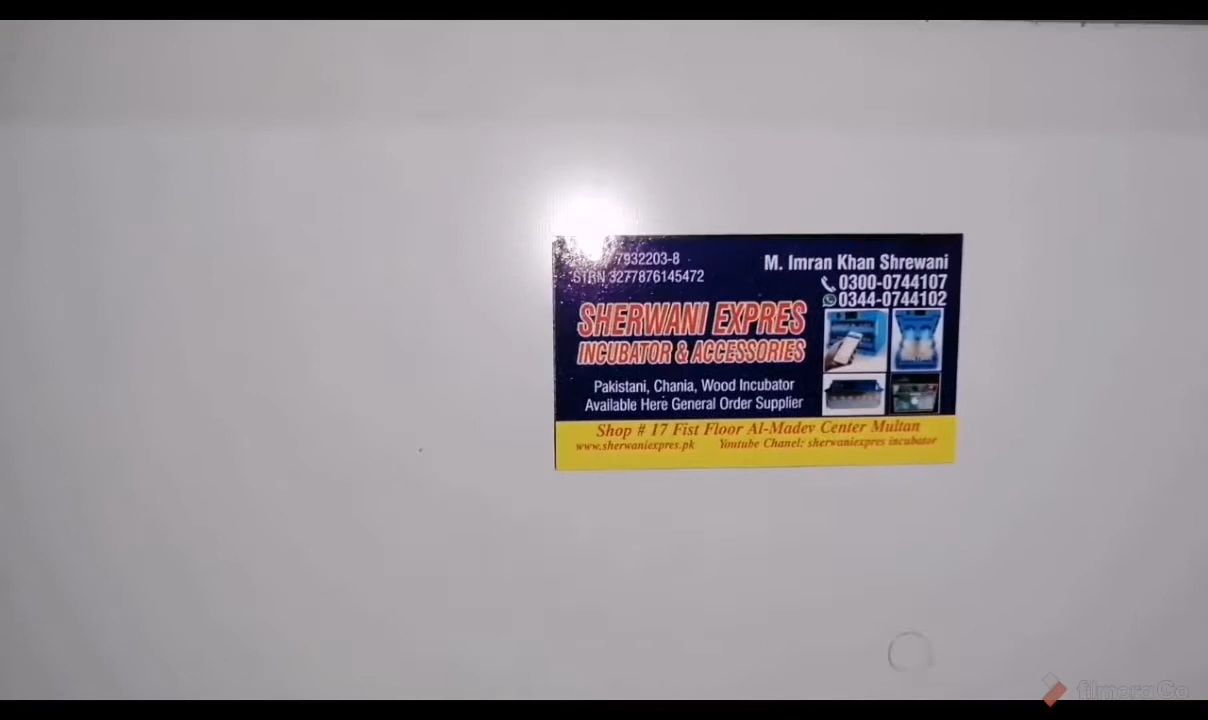 7932203-8
STRN 3277876145472
M. Imran Khan Shrewani
0300-0744107
0344-0744102
SHERWANI EXPRES
INCUBATOR & ACCESSORIES
Pakistani, Chania, Wood Incubator
Available Here General Order Supplier
Shop # 17 Fist Floor Al-Madev Center Multan
www.sherwaniexpres.pk Youtube Chanel: sherwaniexpres incubator
filmoraGo